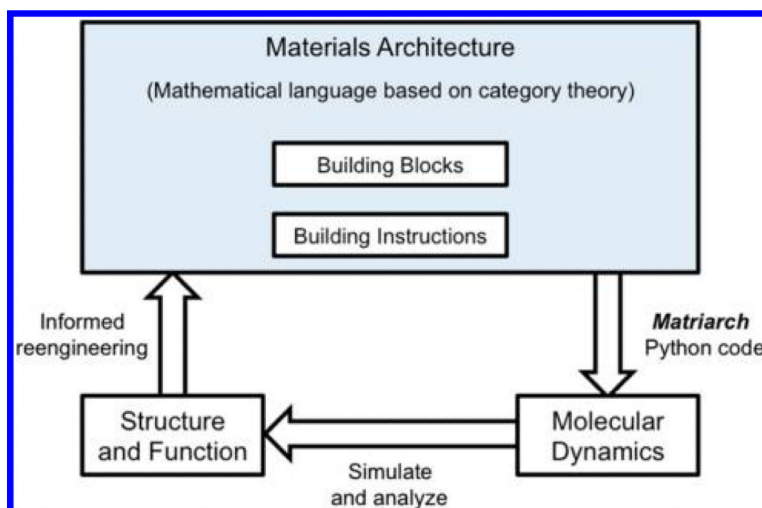 Materials Architecture
(Mathematical language based on category theory)
Building Blocks
Building Instructions
Informed
reengineering
Matriarch
Python code
Structure
and Function
Molecular
Dynamics
Simulate
and analyze